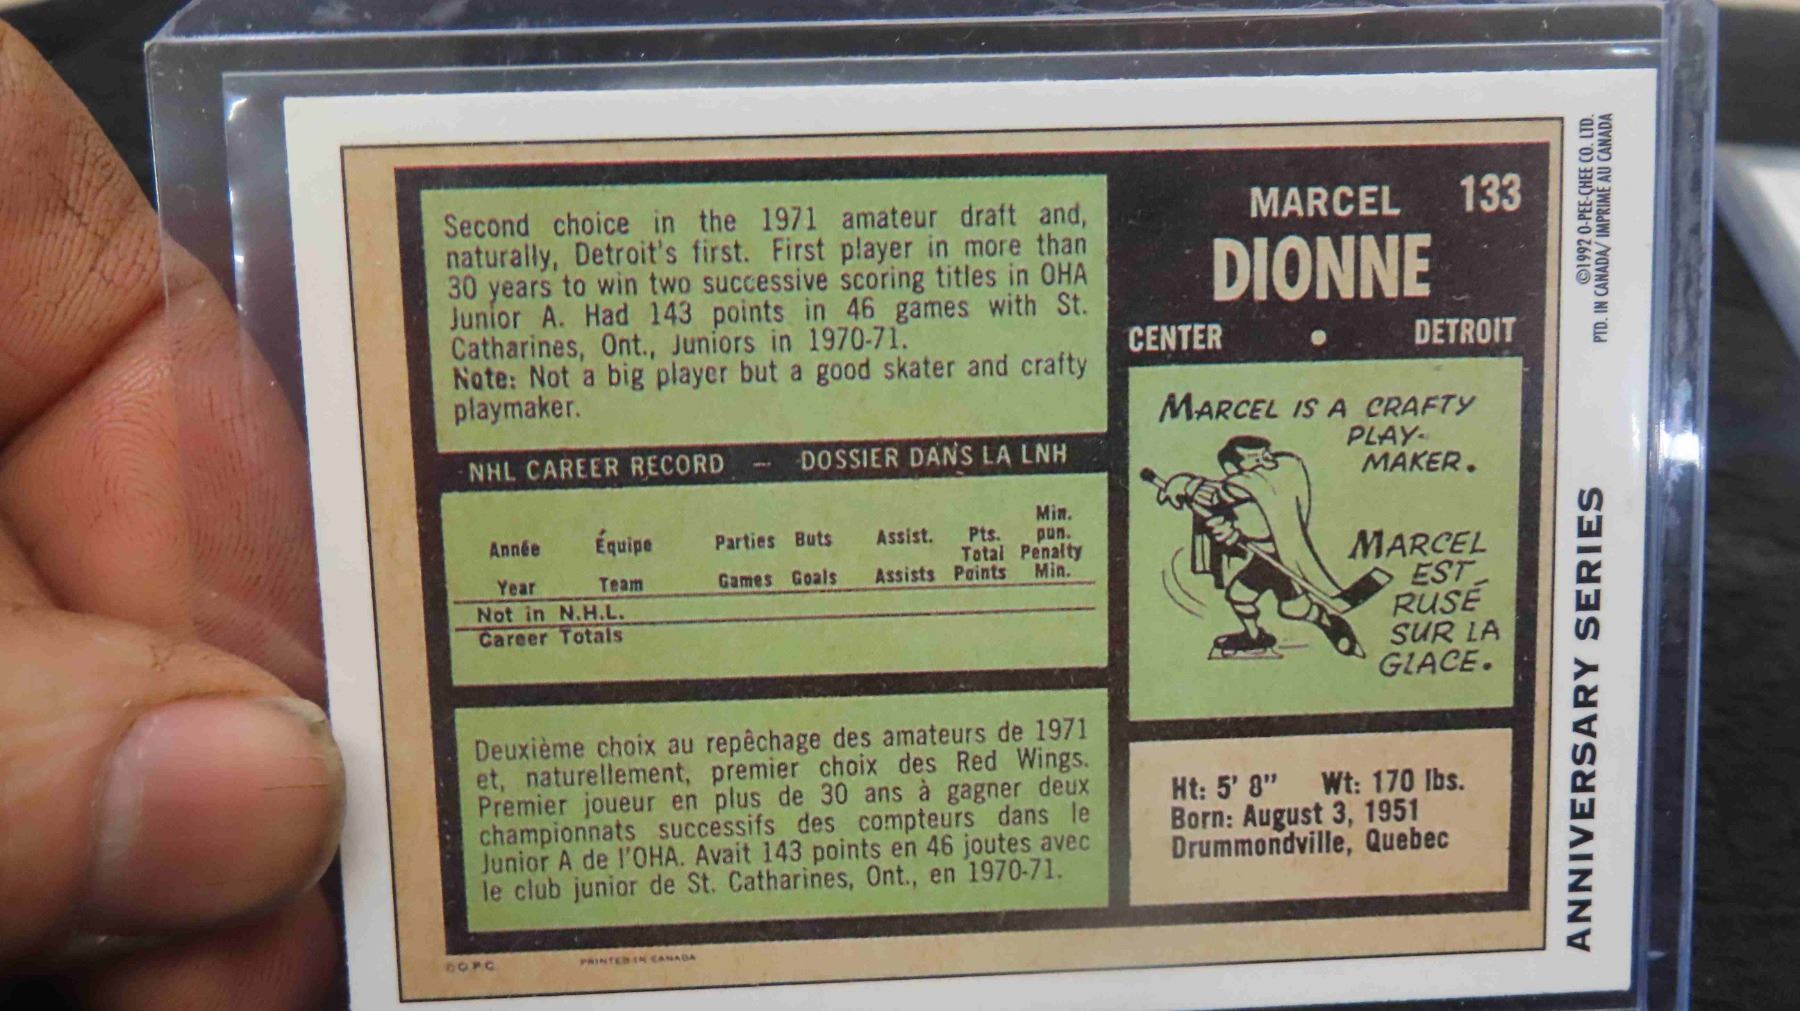 Second choice in the 1971 amateur draft and,
naturally, Detroit's first. First player in more than
30 years to win two successive scoring titles in OHA
Junior A. Had 143 points in 46 games with St.
Catharines, Ont., Juniors in 1970-71.
Note: Not a big player but a good skater and crafty
playmaker.
NHL CAREER RECORD — DOSSIER DANS LA LNH
Année Équipe Parties Buts Assist. Pts. Total Min. pun. Penalty
Year Team Games Goals Assists Points Min.
Not in N.H.L.
Career Totals
Deuxième choix au repêchage des amateurs de 1971
et, naturellement, premier choix des Red Wings.
Premier joueur en plus de 30 ans à gagner deux
championnats successifs des compteurs dans le
Junior A de l'OHA. Avait 143 points en 46 joutes avec
le club junior de St. Catharines, Ont., en 1970-71.
©O.P.C. PRINTED IN CANADA
MARCEL 133
DIONNE
CENTER • DETROIT
MARCEL IS A CRAFTY
PLAY-
MAKER.
MARCEL
EST
RUSÉ
SUR LA
GLACE.
Ht: 5' 8" Wt: 170 lbs.
Born: August 3, 1951
Drummondville, Quebec
©1992 O-PEE-CHEE CO. LTD.
PTD. IN CANADA/ IMPRIME AU CANADA
ANNIVERSARY SERIES